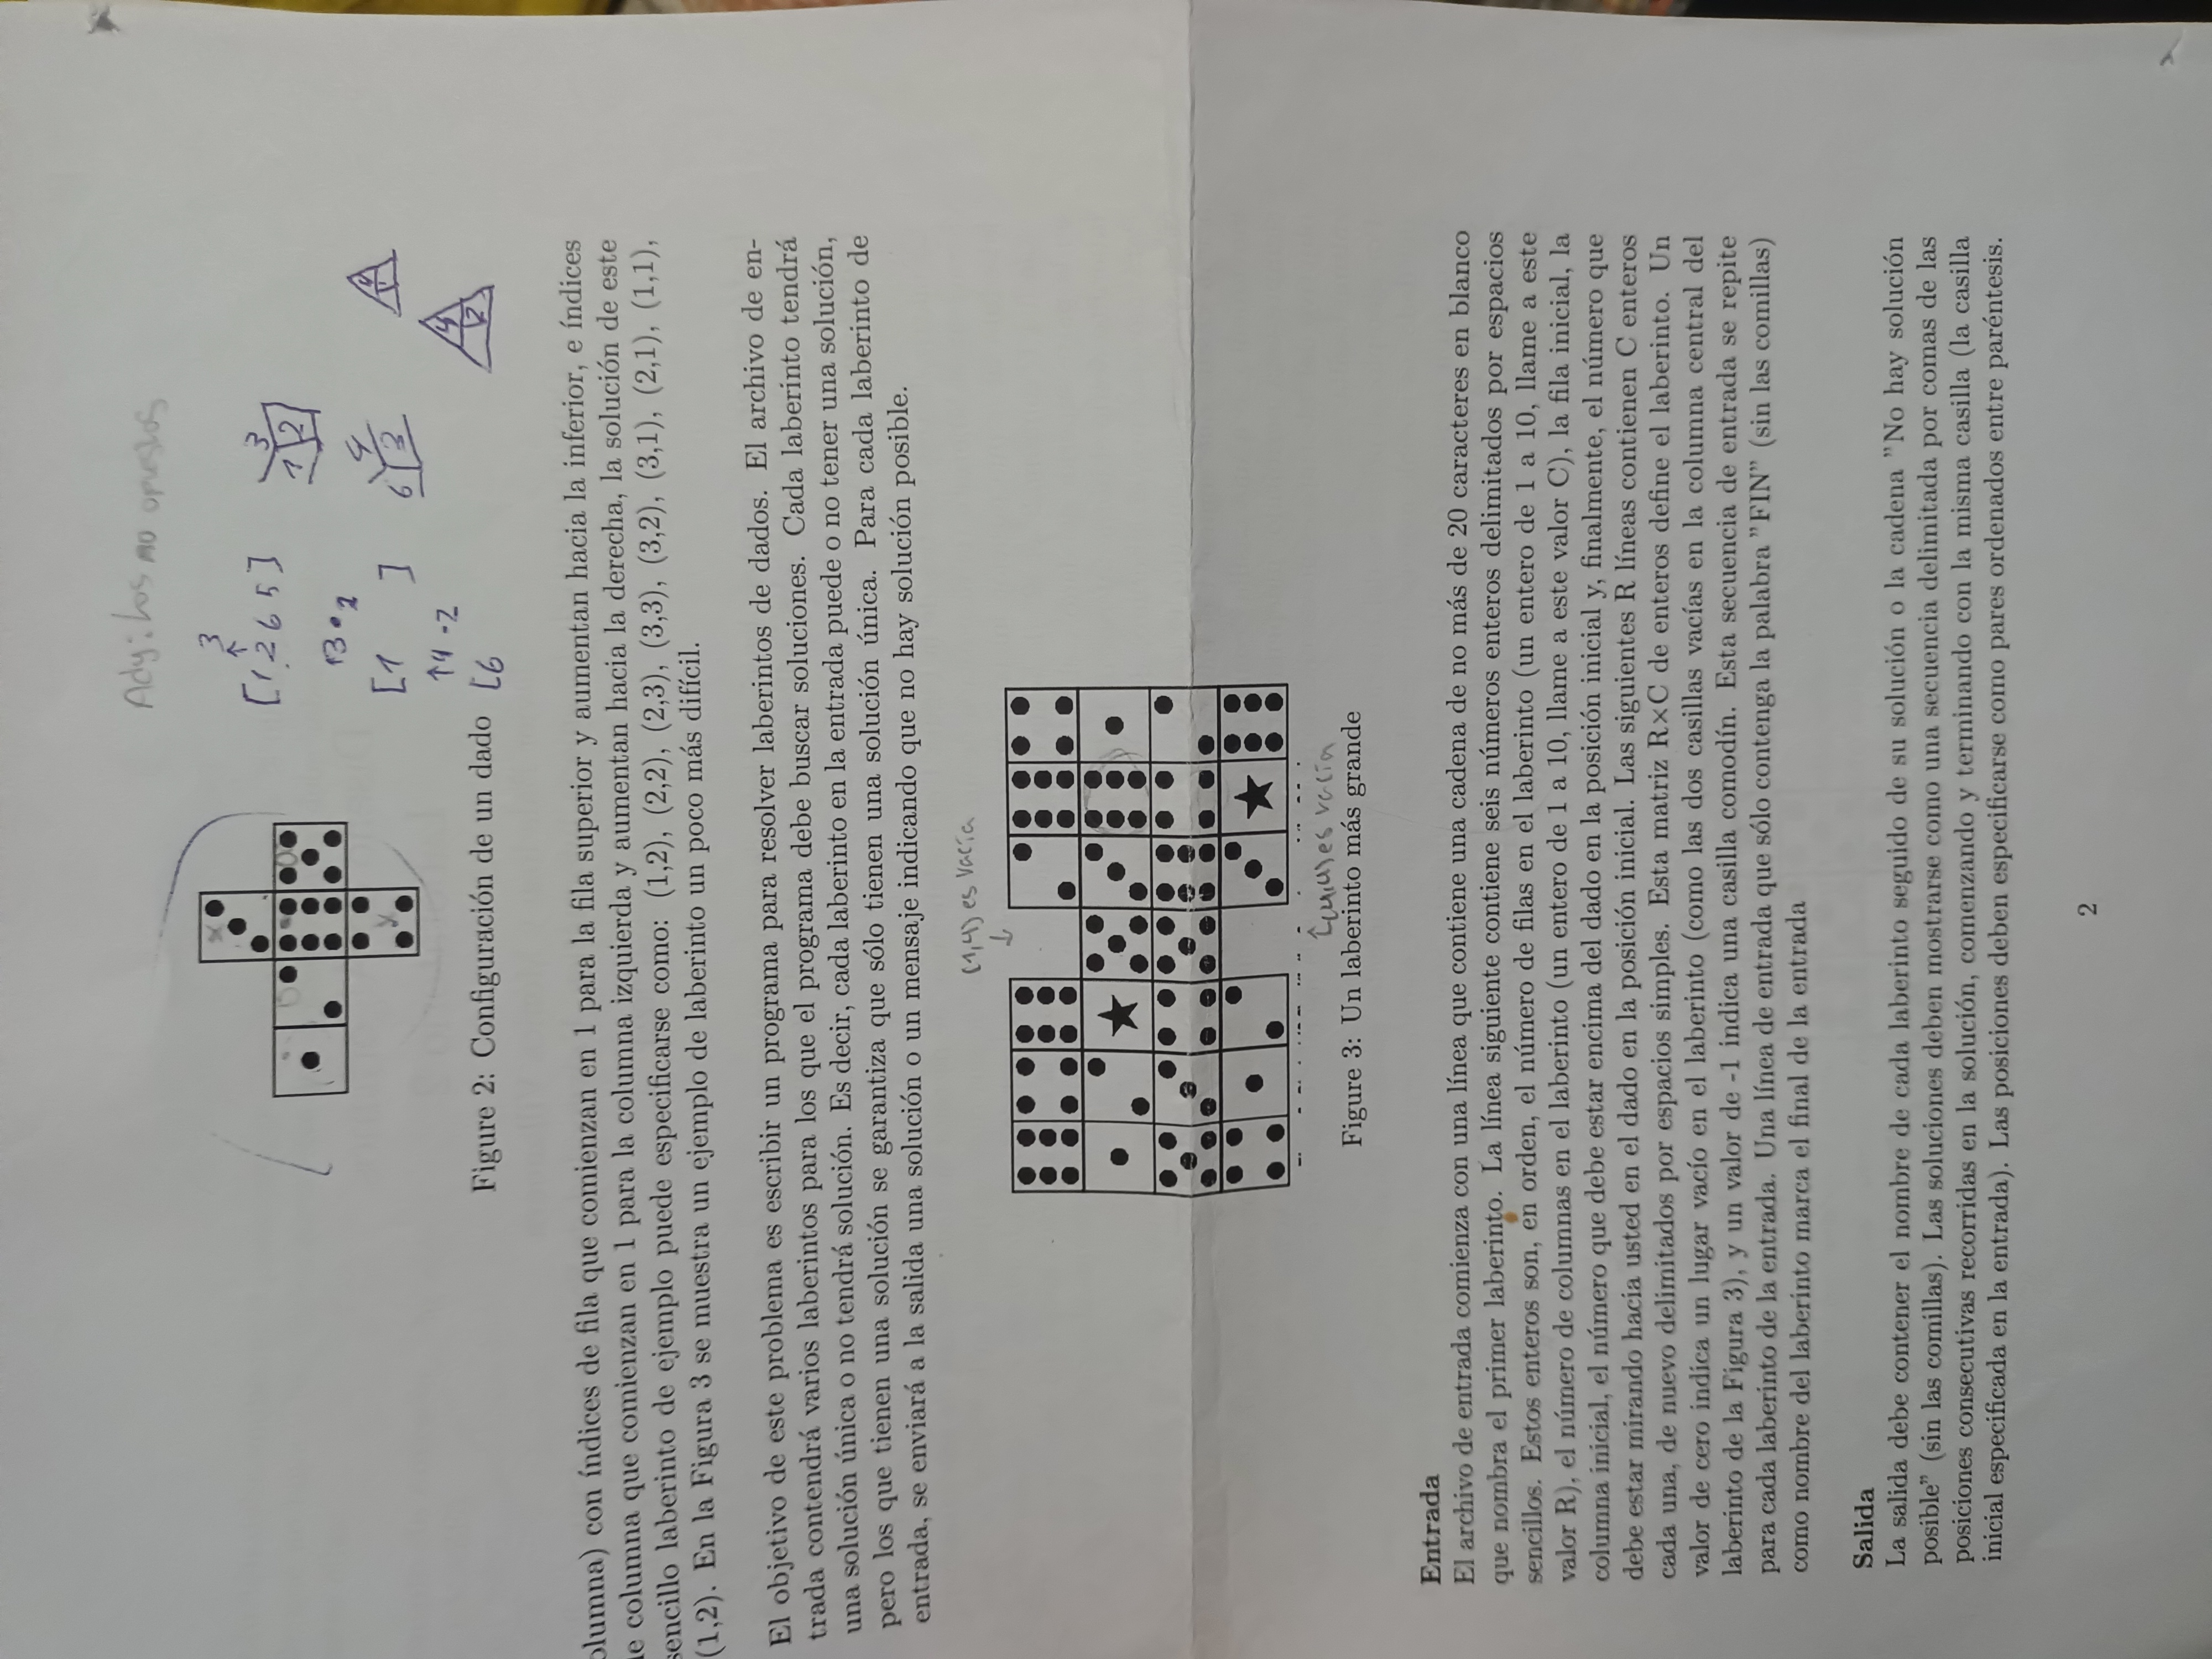 Ady: Los no opuestos
3
↑
[1 2 6 5]
3
1 2
13 • 2
[1 ]
4
6 3
4
1
↑4 -2
4
2
Figure 2: Configuración de un dado
[6
olumna) con índices de fila que comienzan en 1 para la fila superior y aumentan hacia la inferior, e índices
le columna que comienzan en 1 para la columna izquierda y aumentan hacia la derecha, la solución de este
sencillo laberinto de ejemplo puede especificarse como: (1,2), (2,2), (2,3), (3,3), (3,2), (3,1), (2,1), (1,1),
(1,2). En la Figura 3 se muestra un ejemplo de laberinto un poco más difícil.
El objetivo de este problema es escribir un programa para resolver laberintos de dados. El archivo de en-
trada contendrá varios laberintos para los que el programa debe buscar soluciones. Cada laberinto tendrá
una solución única o no tendrá solución. Es decir, cada laberinto en la entrada puede o no tener una solución,
pero los que tienen una solución se garantiza que sólo tienen una solución única. Para cada laberinto de
entrada, se enviará a la salida una solución o un mensaje indicando que no hay solución posible.
(1,4) es vacía
↓
↑(4,4) es vacía
Figure 3: Un laberinto más grande
Entrada
El archivo de entrada comienza con una línea que contiene una cadena de no más de 20 caracteres en blanco
que nombra el primer laberinto. La línea siguiente contiene seis números enteros delimitados por espacios
sencillos. Estos enteros son, en orden, el número de filas en el laberinto (un entero de 1 a 10, llame a este
valor R), el número de columnas en el laberinto (un entero de 1 a 10, llame a este valor C), la fila inicial, la
columna inicial, el número que debe estar encima del dado en la posición inicial y, finalmente, el número que
debe estar mirando hacia usted en el dado en la posición inicial. Las siguientes R líneas contienen C enteros
cada una, de nuevo delimitados por espacios simples. Esta matriz R×C de enteros define el laberinto. Un
valor de cero indica un lugar vacío en el laberinto (como las dos casillas vacías en la columna central del
laberinto de la Figura 3), y un valor de -1 indica una casilla comodín. Esta secuencia de entrada se repite
para cada laberinto de la entrada. Una línea de entrada que sólo contenga la palabra ”FIN” (sin las comillas)
como nombre del laberinto marca el final de la entrada
Salida
La salida debe contener el nombre de cada laberinto seguido de su solución o la cadena ”No hay solución
posible” (sin las comillas). Las soluciones deben mostrarse como una secuencia delimitada por comas de las
posiciones consecutivas recorridas en la solución, comenzando y terminando con la misma casilla (la casilla
inicial especificada en la entrada). Las posiciones deben especificarse como pares ordenados entre paréntesis.
2